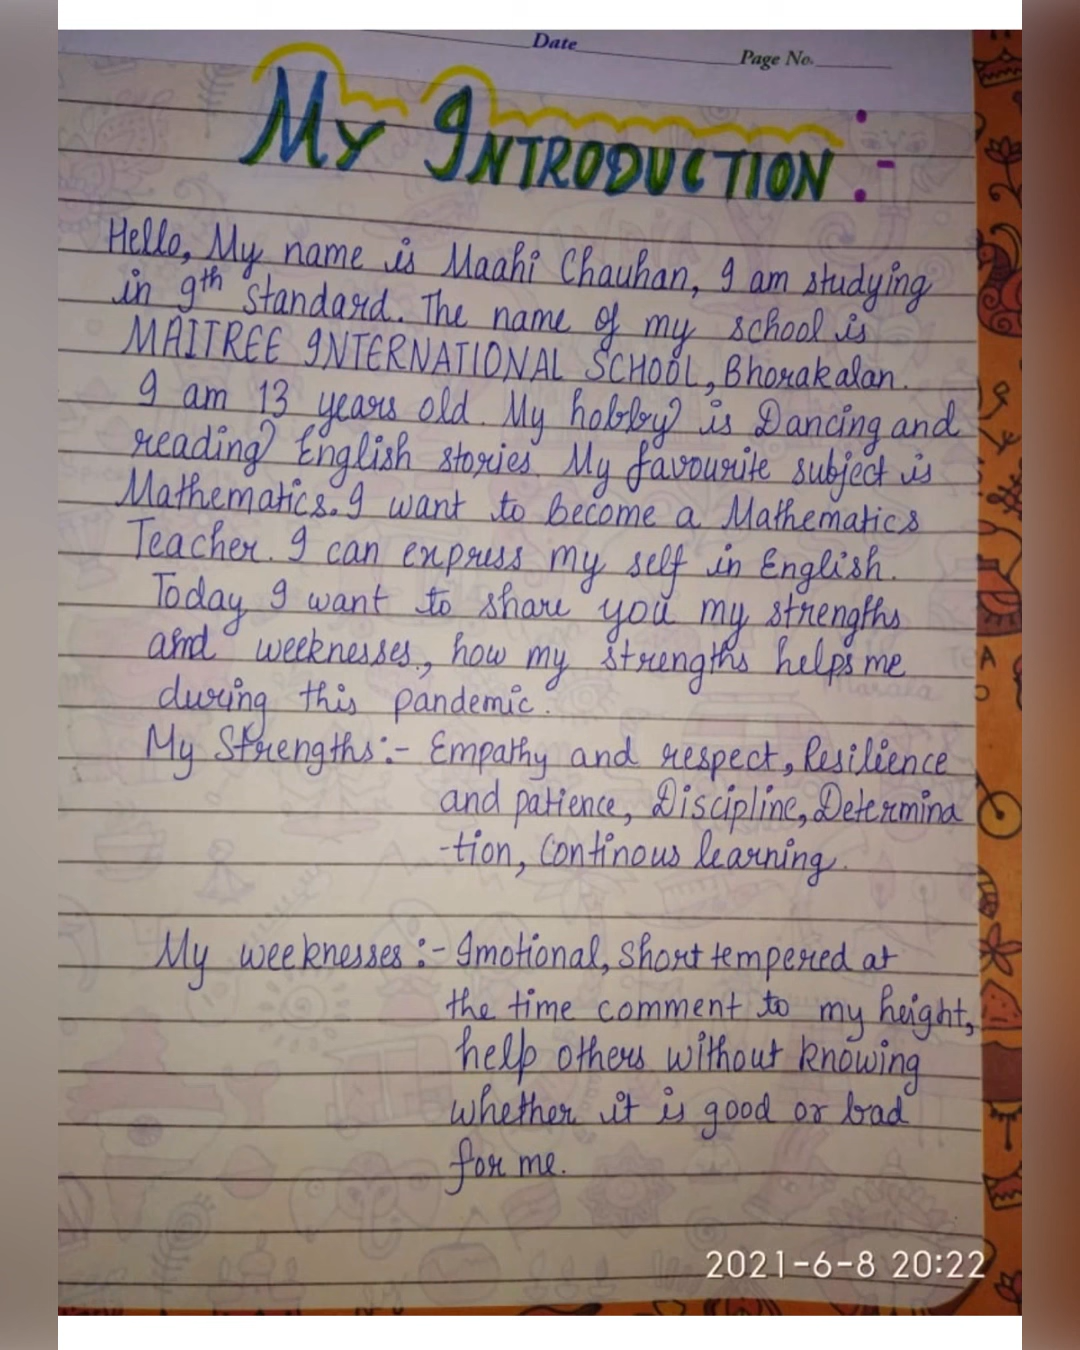 Date
Page No.
My INTRODUCTION :-
Hello, My name is Maahi Chauhan, I am studying
in 9th standard. The name of my school is
MAITREE INTERNATIONAL SCHOOL, Bhorakalan.
I am 13 years old. My hobby is Dancing and
reading English stories. My favourite subject is
Mathematics. I want to become a Mathematics
Teacher. I can express my self in English.
Today I want to share you my strengths
and weeknesses, how my strengths helps me
during this pandemic.
My Strengths:- Empathy and respect, Resilience
and patience, Discipline, Determina
-tion, Continous learning.
My weeknesses :- Imotional, Short tempered at
the time comment to my height,
help others without knowing
whether it is good or bad
for me.
2021-6-8 20:22